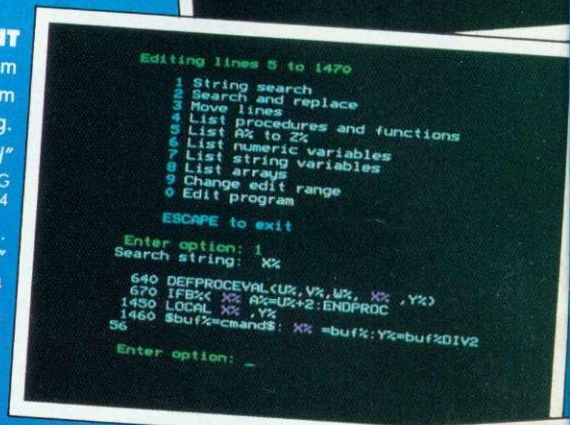 IT
m
m
g.
I"
G
4
.
"
Editing lines 5 to 1470
1 String search
2 Search and replace
3 Move lines
4 List procedures and functions
5 List A% to Z%
6 List numeric variables
7 List string variables
8 List arrays
9 Change edit range
0 Edit program
ESCAPE to exit
Enter option: 1
Search string: X%
640 DEFPROCEVAL(U%,V%,W%, X% ,Y%)
670 IFB%< X% A%=U%+2:ENDPROC
1450 LOCAL X% ,Y%
1460 $buf%=cmand$: X% =buf%:Y%=buf%DIV2
56
Enter option: _